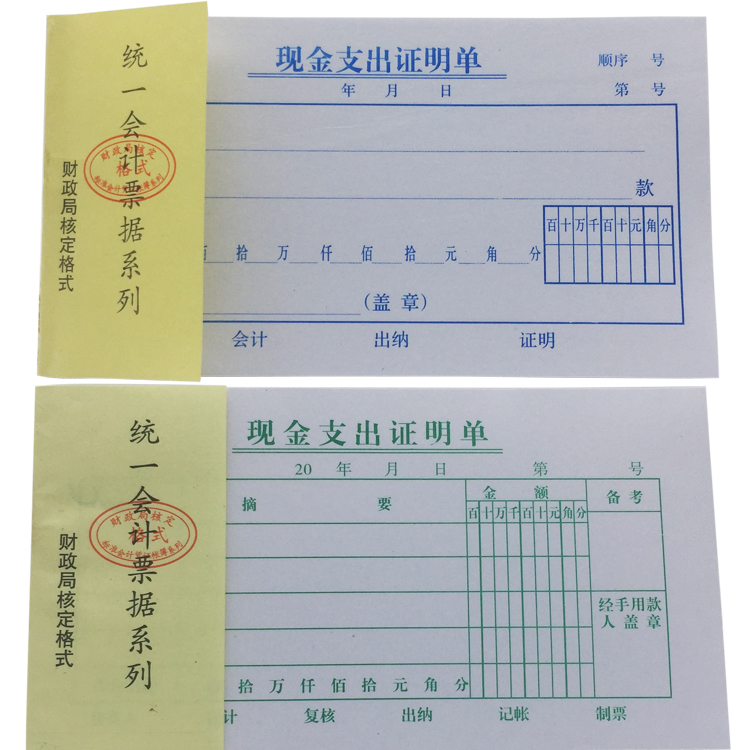 统一会计票据系列
财政局核定格式
财政局核定
格式
现金支出证明单
顺序 号
年 月 日
第 号
款
百十万千百十元角分
佰 拾 万 仟 佰 拾 元 角 分
(盖章)
会计 出纳 证明
统一会计票据系列
财政局核定格式
财政局核定
格式
现金支出证明单
20 年 月 日 第 号
摘 要
金 额
备考
百十万千百十元角分
经手用款
人盖章
拾 万 仟 佰 拾 元 角 分
计 复核 出纳 记帐 制票